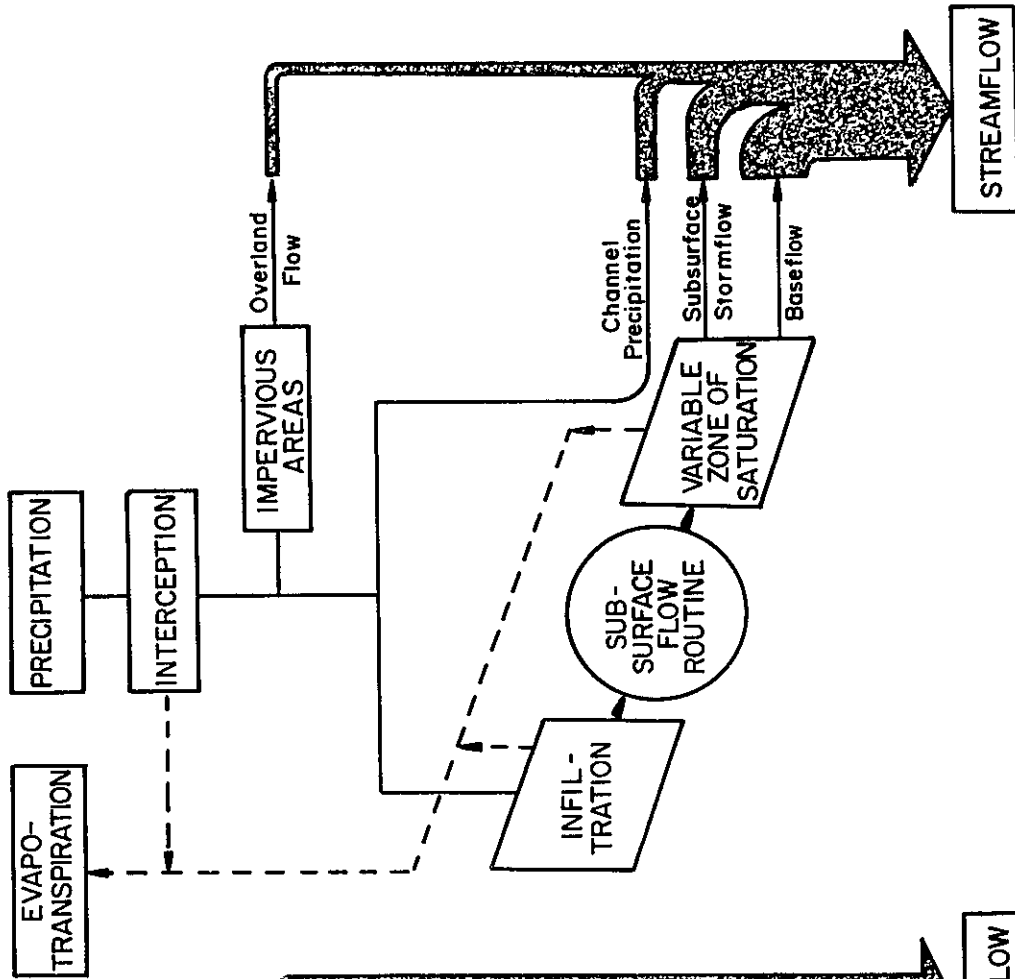 EVAPO-
TRANSPIRATION
PRECIPITATION
INTERCEPTION
IMPERVIOUS
AREAS
Overland
Flow
Channel
Precipitation
Subsurface
Stormflow
Baseflow
INFIL-
TRATION
SUB-
SURFACE
FLOW
ROUTINE
VARIABLE
ZONE OF
SATURATION
STREAMFLOW
LOW